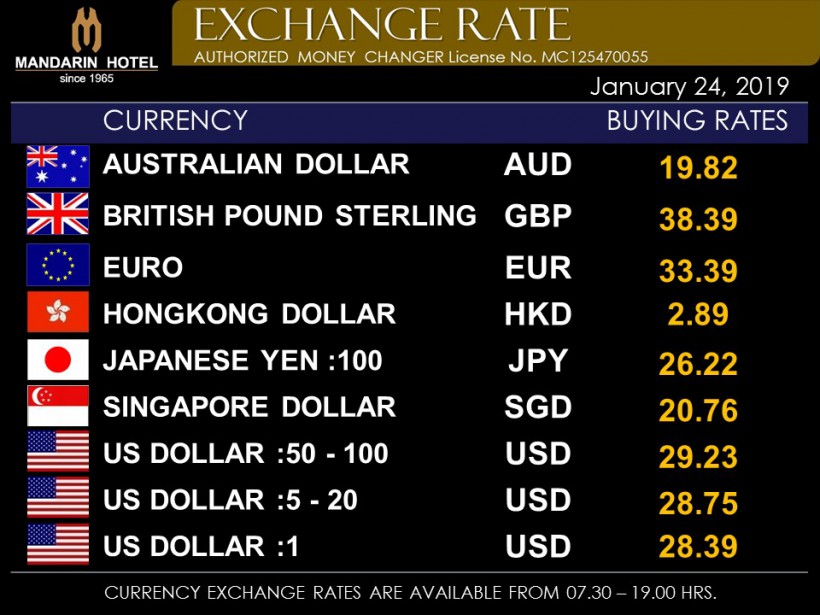 EXCHANGE RATE
MANDARIN HOTEL
since 1965
AUTHORIZED MONEY CHANGER License No. MC125470055
January 24, 2019
CURRENCY BUYING RATES
AUSTRALIAN DOLLAR AUD 19.82
BRITISH POUND STERLING GBP 38.39
EURO EUR 33.39
HONGKONG DOLLAR HKD 2.89
JAPANESE YEN :100 JPY 26.22
SINGAPORE DOLLAR SGD 20.76
US DOLLAR :50 - 100 USD 29.23
US DOLLAR :5 - 20 USD 28.75
US DOLLAR :1 USD 28.39
CURRENCY EXCHANGE RATES ARE AVAILABLE FROM 07.30 – 19.00 HRS.